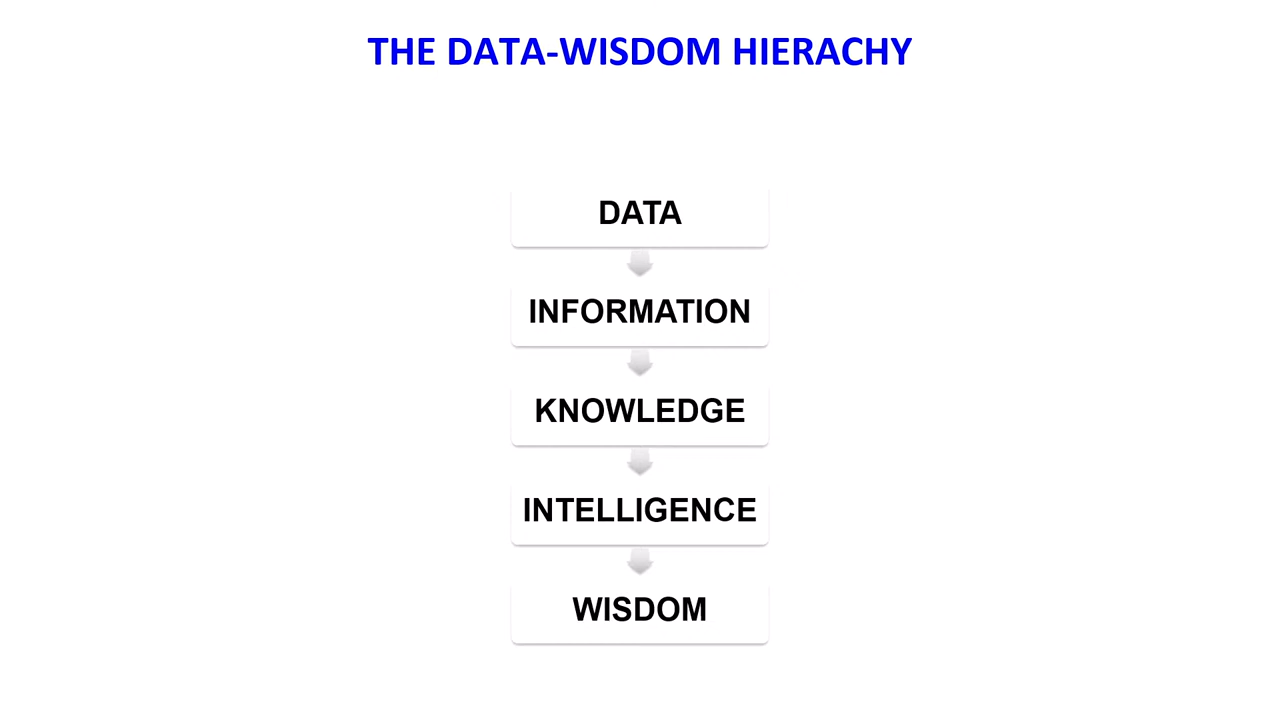 THE DATA-WISDOM HIERACHY
DATA
INFORMATION
KNOWLEDGE
INTELLIGENCE
WISDOM